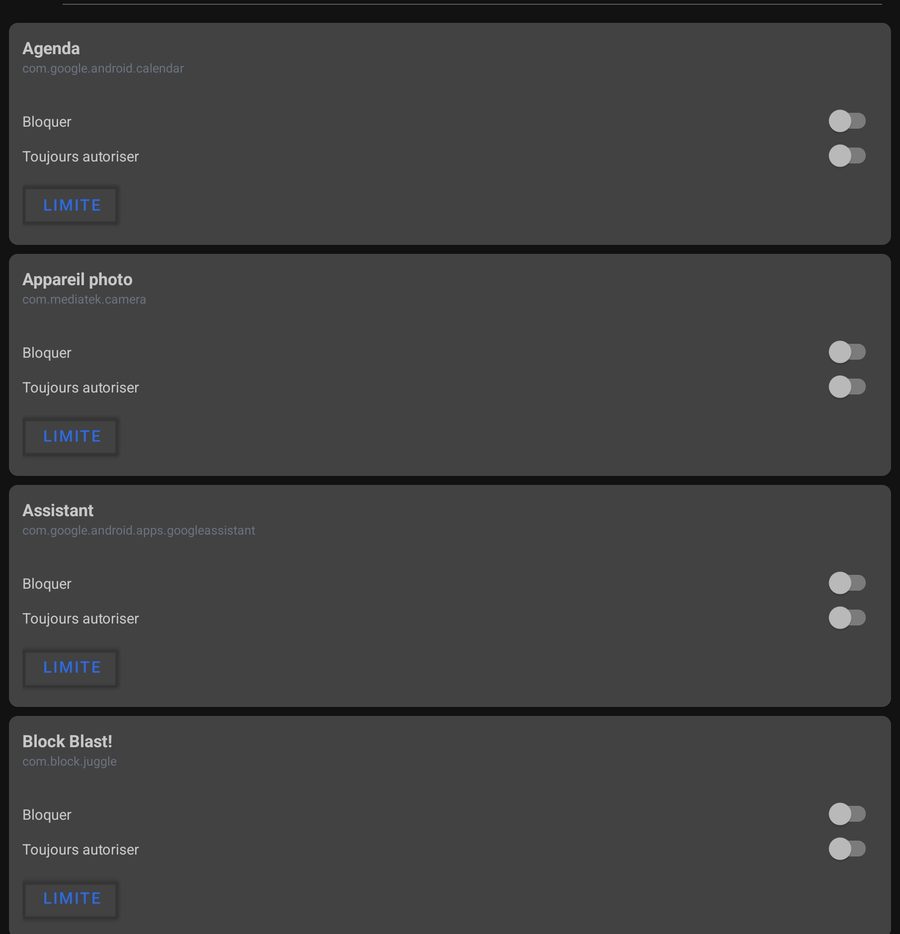 Agenda
com.google.android.calendar
Bloquer
Toujours autoriser
LIMITE
Appareil photo
com.mediatek.camera
Bloquer
Toujours autoriser
LIMITE
Assistant
com.google.android.apps.googleassistant
Bloquer
Toujours autoriser
LIMITE
Block Blast!
com.block.juggle
Bloquer
Toujours autoriser
LIMITE